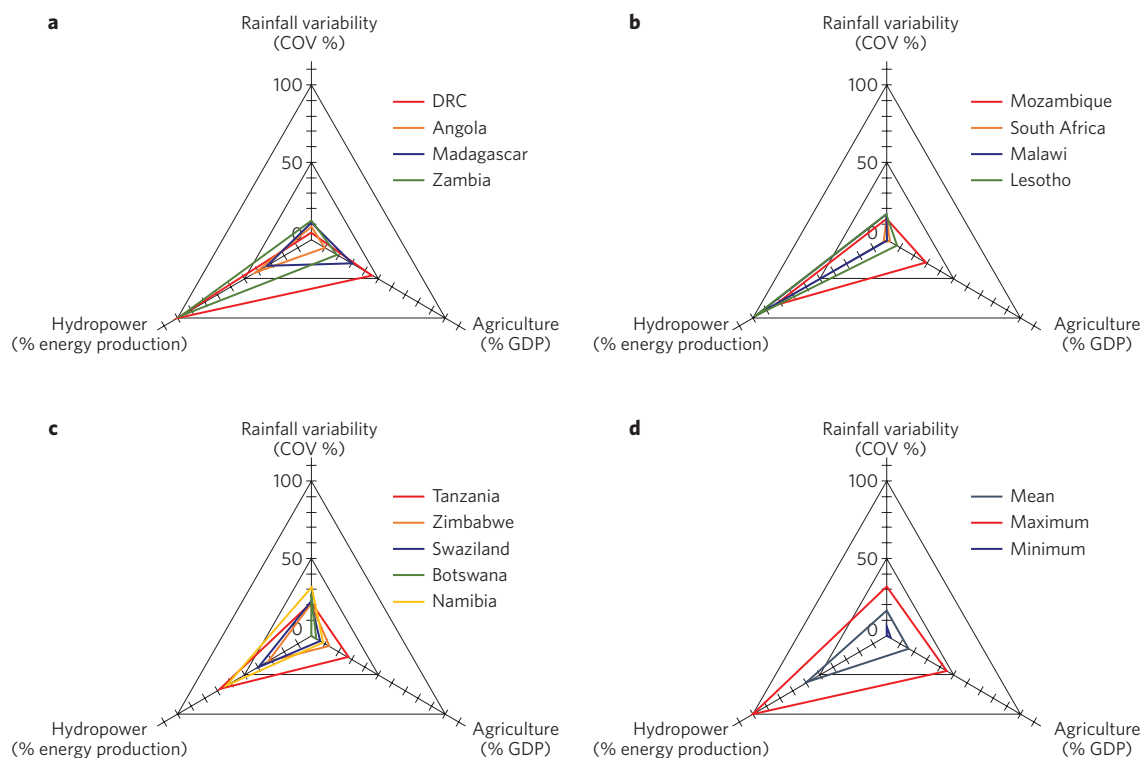 a
Rainfall variability
(COV %)
100
50
0
DRC
Angola
Madagascar
Zambia
Hydropower
(% energy production)
Agriculture
(% GDP)
b
Rainfall variability
(COV %)
100
50
0
Mozambique
South Africa
Malawi
Lesotho
Hydropower
(% energy production)
Agriculture
(% GDP)
c
Rainfall variability
(COV %)
100
50
0
Tanzania
Zimbabwe
Swaziland
Botswana
Namibia
Hydropower
(% energy production)
Agriculture
(% GDP)
d
Rainfall variability
(COV %)
100
50
0
Mean
Maximum
Minimum
Hydropower
(% energy production)
Agriculture
(% GDP)